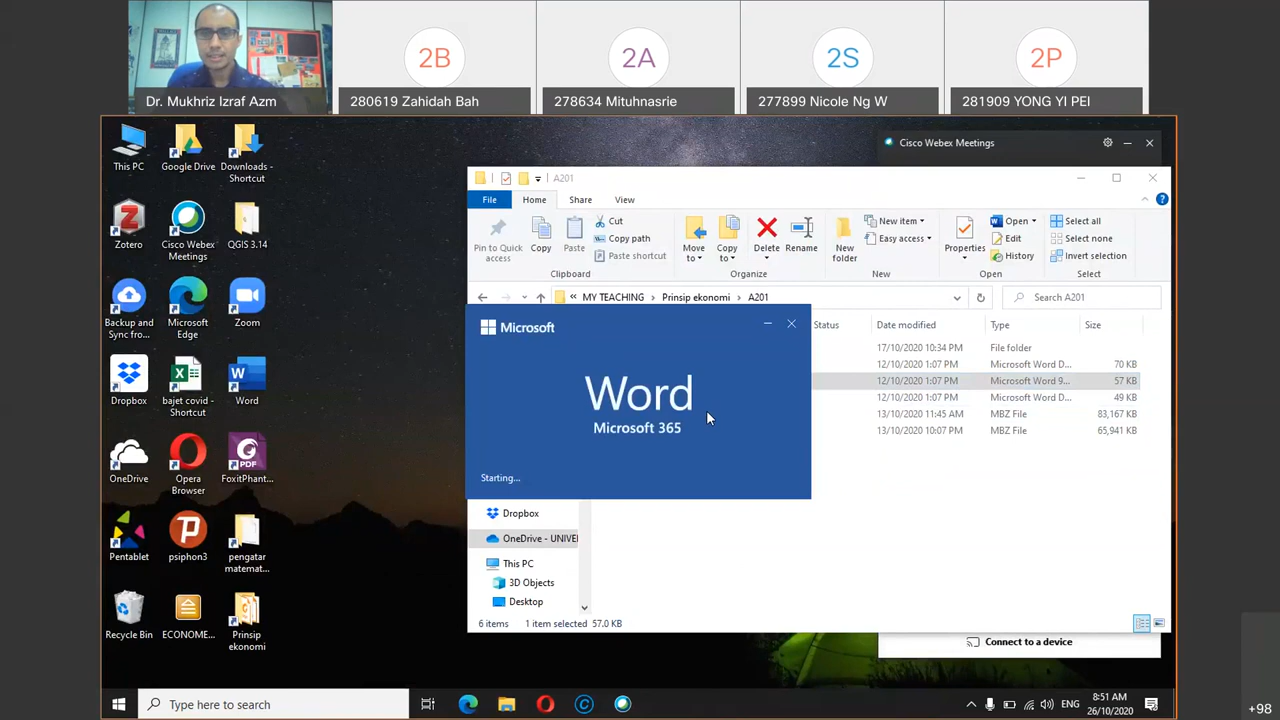 2B
2A
2S
2P
Dr. Mukhriz Izraf Azm
280619 Zahidah Bah
278634 Mituhnasrie
277899 Nicole Ng W
281909 YONG YI PEI
This PC
Google Drive
Downloads -
Shortcut
Zotero
Cisco Webex
Meetings
QGIS 3.14
Backup and
Sync from...
Microsoft
Edge
Zoom
Dropbox
bajet covid -
Shortcut
Word
OneDrive
Opera
Browser
FoxitPhant...
Pentablet
psiphon3
pengatar
matemat...
Recycle Bin
ECONOME...
Prinsip
ekonomi
Cisco Webex Meetings
A201
File
Home
Share
View
Pin to Quick
access
Copy
Paste
Cut
Copy path
Paste shortcut
Clipboard
Move
to
Copy
to
Delete
Rename
Organize
New
folder
New item
Easy access
New
Properties
Open
Edit
History
Open
Select all
Select none
Invert selection
Select
« MY TEACHING > Prinsip ekonomi > A201
Search A201
Status
Date modified
Type
Size
17/10/2020 10:34 PM File folder
12/10/2020 1:07 PM Microsoft Word D... 70 KB
12/10/2020 1:07 PM Microsoft Word 9... 57 KB
12/10/2020 1:07 PM Microsoft Word D... 49 KB
13/10/2020 11:45 AM MBZ File 83,167 KB
13/10/2020 10:07 PM MBZ File 65,941 KB
Microsoft
Word
Microsoft 365
Starting...
Dropbox
OneDrive - UNIVE
This PC
3D Objects
Desktop
6 items 1 item selected 57.0 KB
Connect to a device
Type here to search
ENG
8:51 AM
26/10/2020
+98